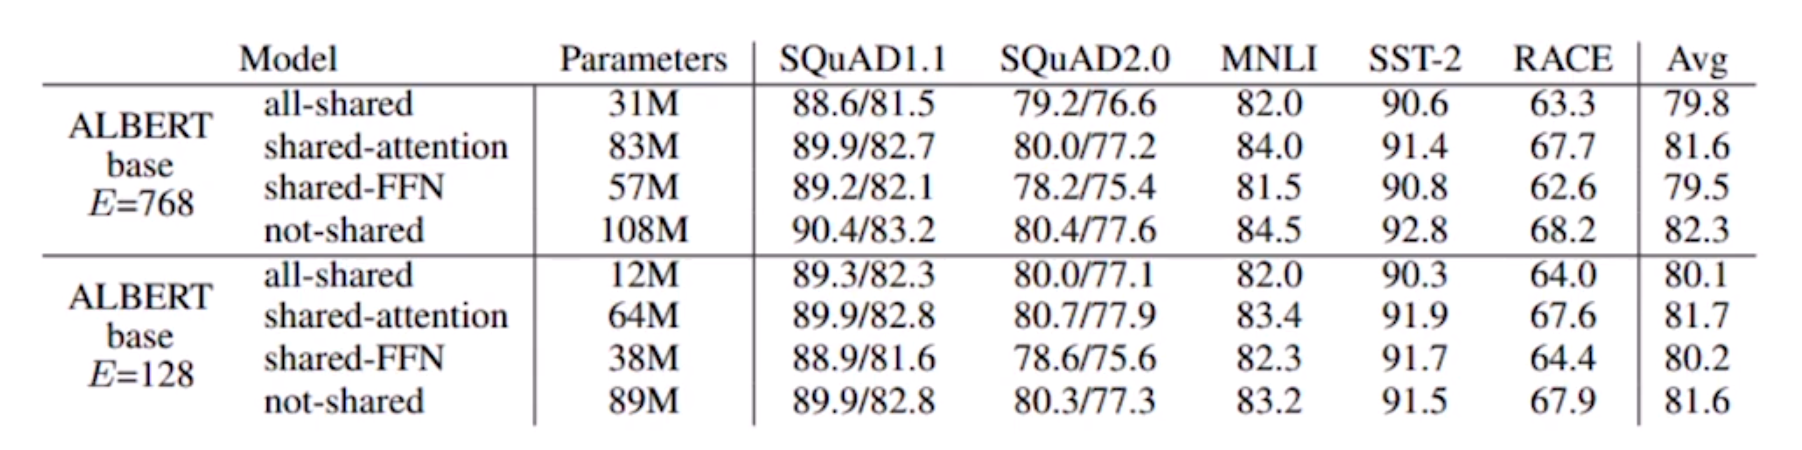 Model Parameters SQuAD1.1 SQuAD2.0 MNLI SST-2 RACE Avg
ALBERT base E=768
all-shared 31M 88.6/81.5 79.2/76.6 82.0 90.6 63.3 79.8
shared-attention 83M 89.9/82.7 80.0/77.2 84.0 91.4 67.7 81.6
shared-FFN 57M 89.2/82.1 78.2/75.4 81.5 90.8 62.6 79.5
not-shared 108M 90.4/83.2 80.4/77.6 84.5 92.8 68.2 82.3
ALBERT base E=128
all-shared 12M 89.3/82.3 80.0/77.1 82.0 90.3 64.0 80.1
shared-attention 64M 89.9/82.8 80.7/77.9 83.4 91.9 67.6 81.7
shared-FFN 38M 88.9/81.6 78.6/75.6 82.3 91.7 64.4 80.2
not-shared 89M 89.9/82.8 80.3/77.3 83.2 91.5 67.9 81.6